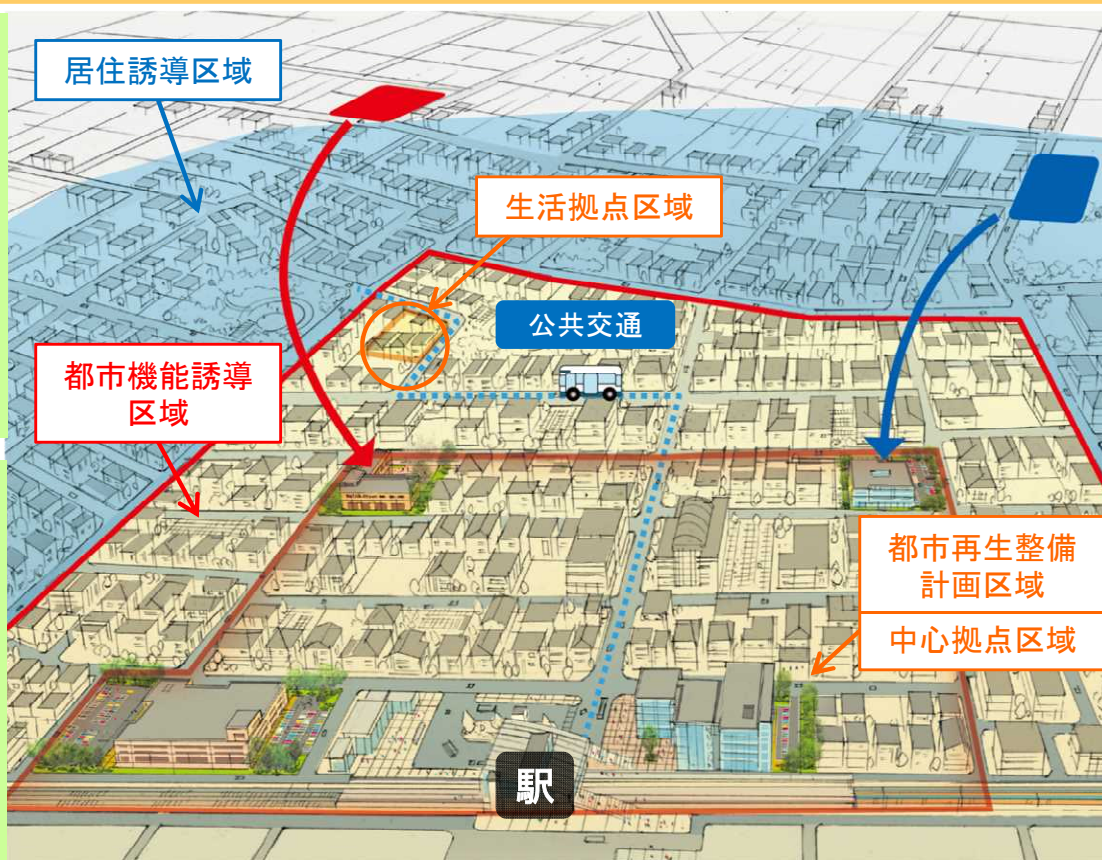 居住誘導区域
生活拠点区域
公共交通
都市機能誘導
区域
都市再生整備
計画区域
中心拠点区域
駅